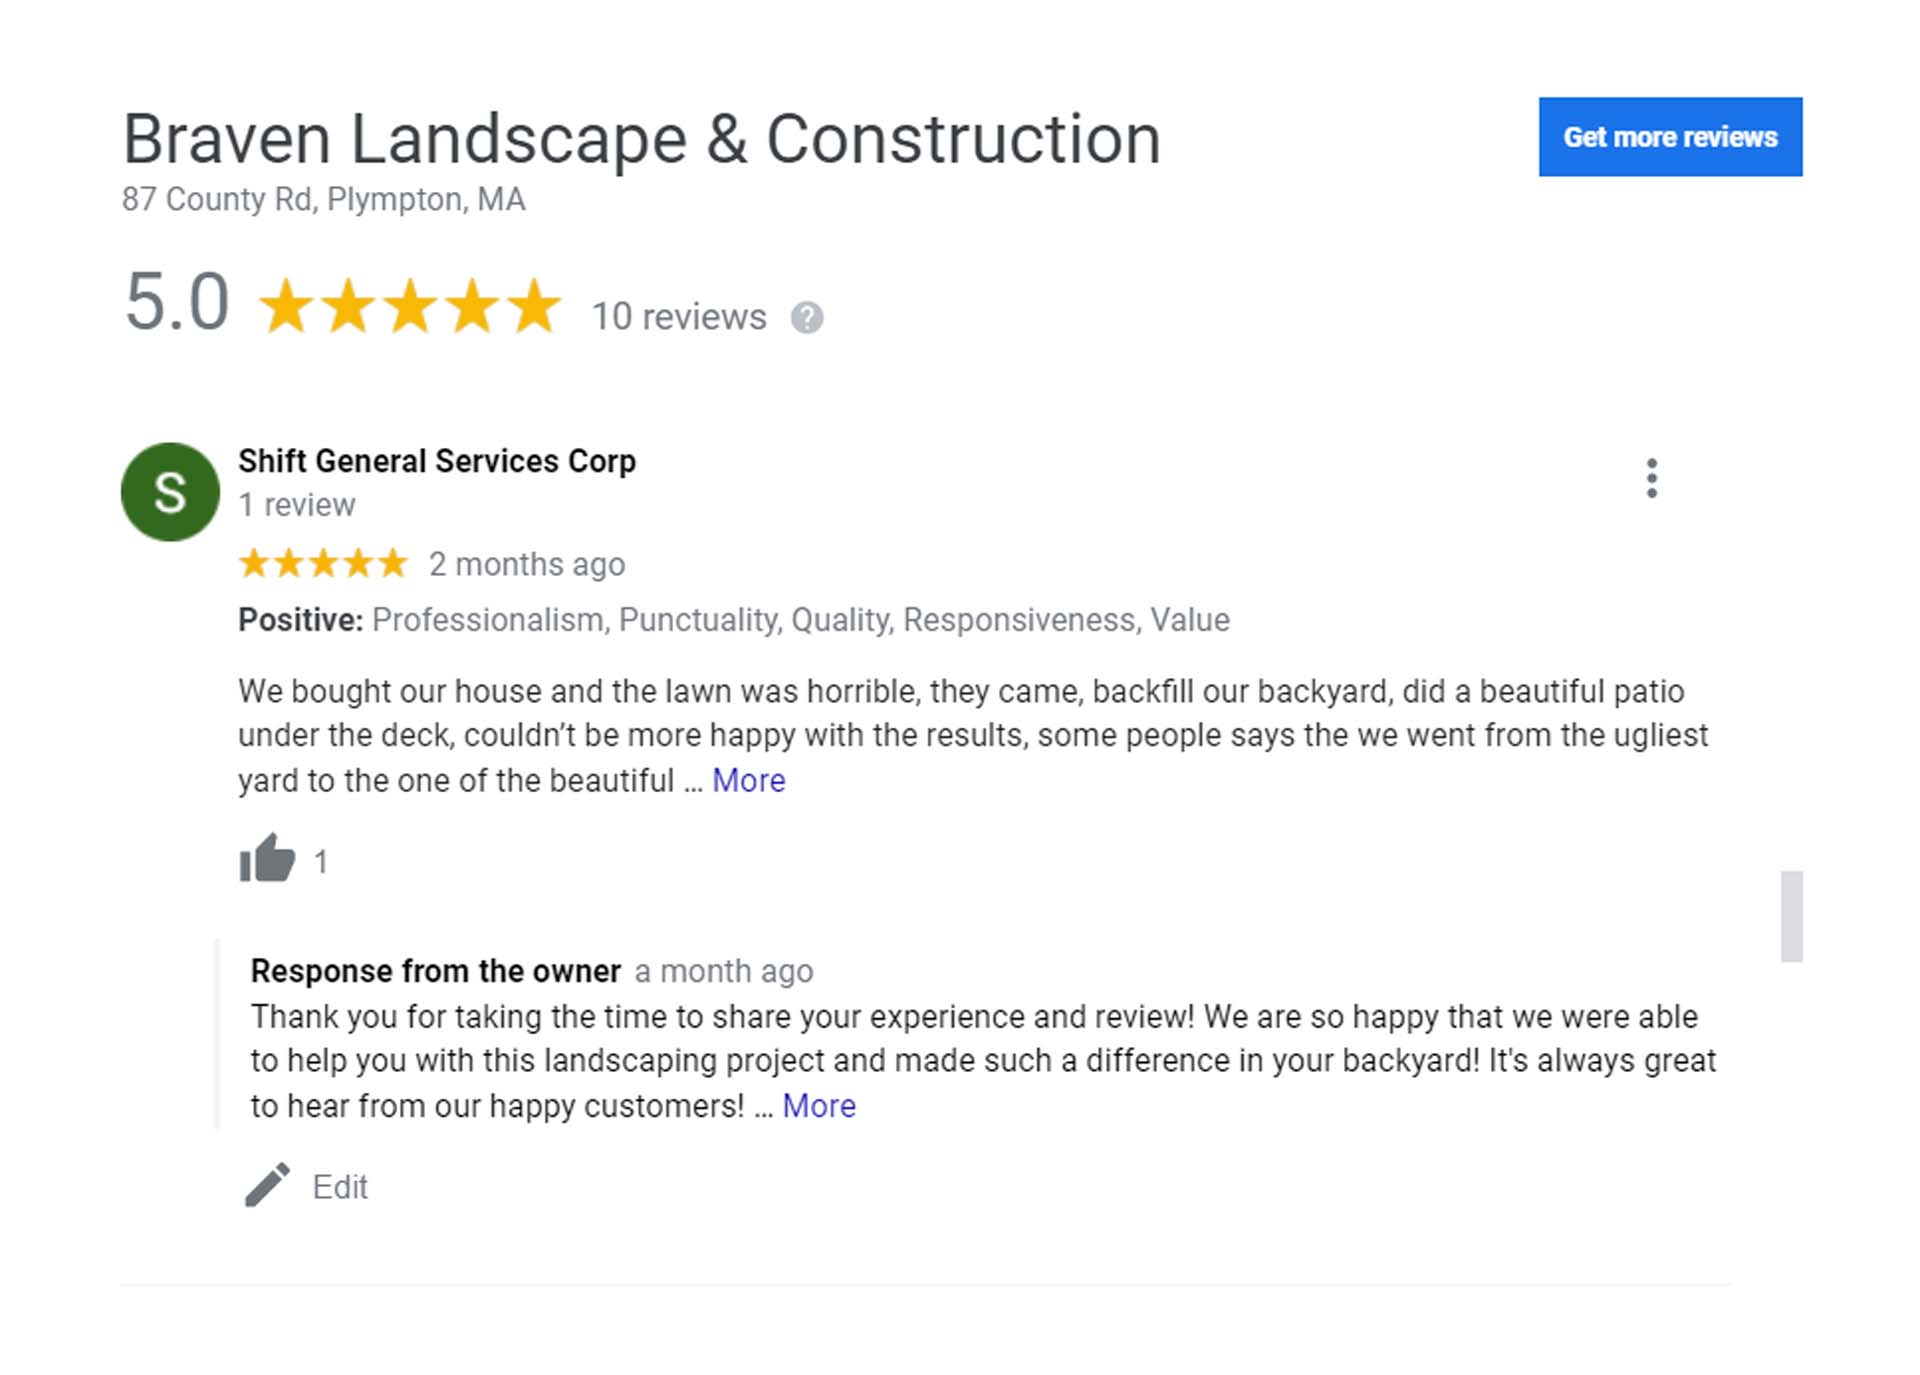 Braven Landscape & Construction
Get more reviews
87 County Rd, Plympton, MA
5.0 10 reviews ?
S
Shift General Services Corp
1 review
2 months ago
Positive: Professionalism, Punctuality, Quality, Responsiveness, Value
We bought our house and the lawn was horrible, they came, backfill our backyard, did a beautiful patio
under the deck, couldn’t be more happy with the results, some people says the we went from the ugliest
yard to the one of the beautiful ... More
1
Response from the owner a month ago
Thank you for taking the time to share your experience and review! We are so happy that we were able
to help you with this landscaping project and made such a difference in your backyard! It's always great
to hear from our happy customers! ... More
Edit